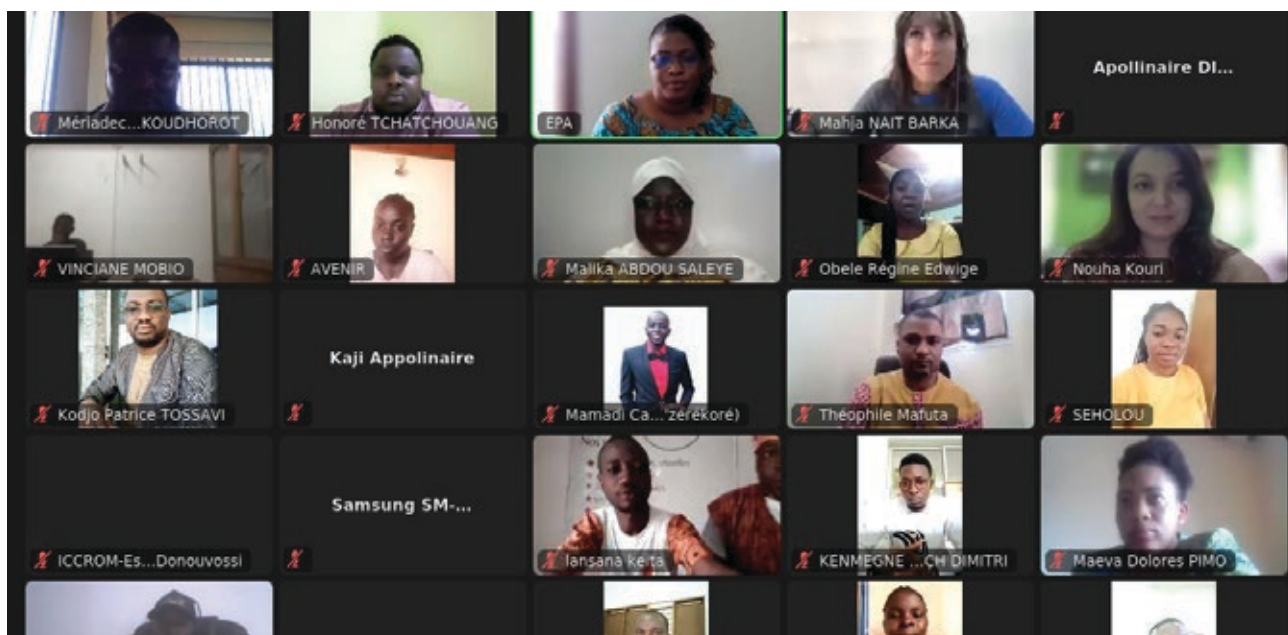 Mériadec...KOUDHOROT
Honoré TCHATCHOUANG
EPA
Mahja NAIT BARKA
Apollinaire DI...
VINCIANE MOBIO
AVENIR
Malika ABDOU SALEYE
Obele Régine Edwige
Nouha Kouri
Kodjo Patrice TOSSAVI
Kaji Appolinaire
Mamadi Ca...'zérékoré)
Théophile Mafuta
SEHOLOU
ICCROM-Es...Donouvossi
Samsung SM-...
lansana keita
KENMEGNE ...CH DIMITRI
Maeva Dolores PIMO